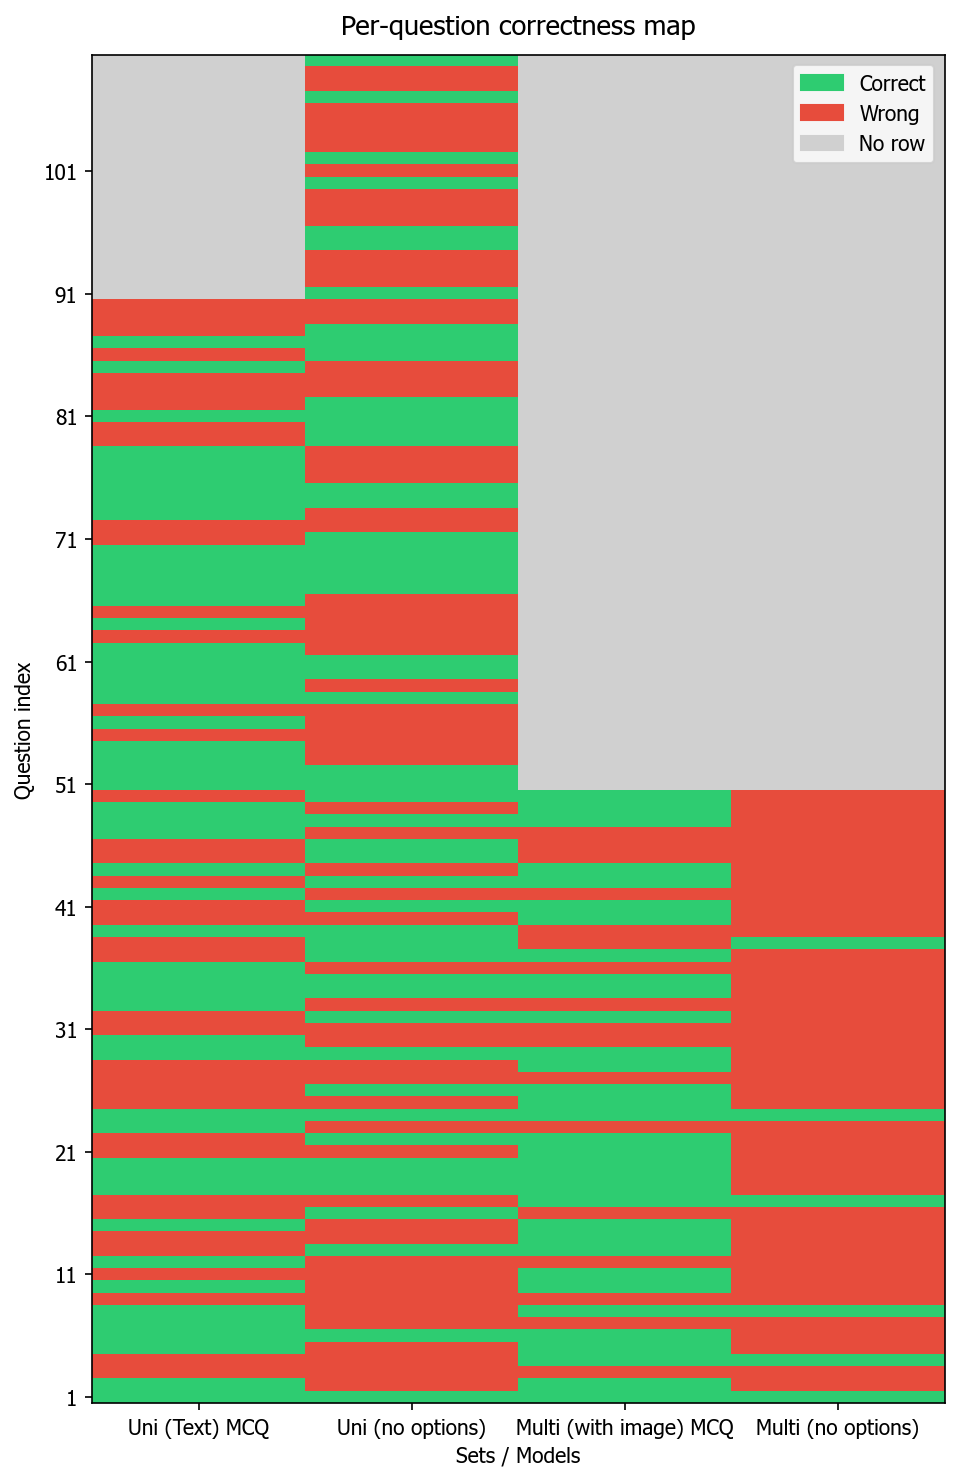 Per-question correctness map
Correct
Wrong
No row
101
91
81
71
61
51
41
31
21
11
1
Question index
Uni (Text) MCQ
Uni (no options)
Multi (with image) MCQ
Multi (no options)
Sets / Models